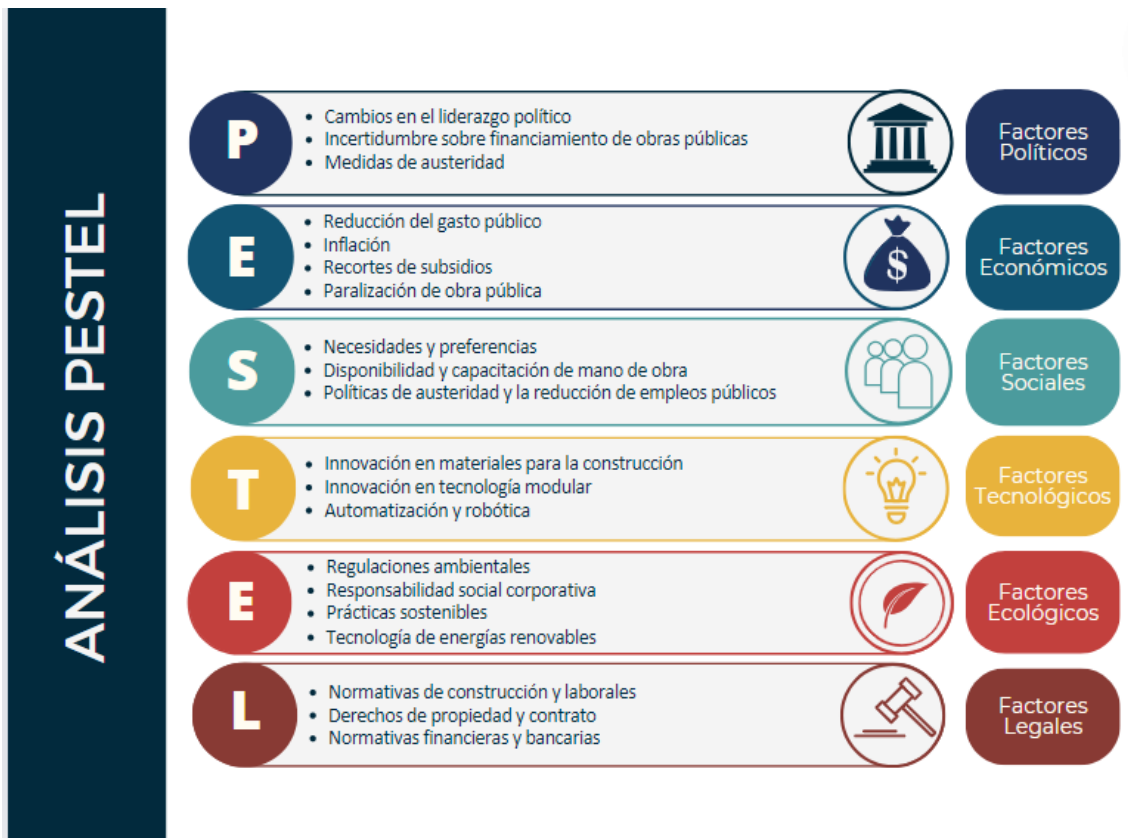 ANÁLISIS PESTEL
P
• Cambios en el liderazgo político
• Incertidumbre sobre financiamiento de obras públicas
• Medidas de austeridad
Factores
Políticos
E
• Reducción del gasto público
• Inflación
• Recortes de subsidios
• Paralización de obra pública
$
Factores
Económicos
S
• Necesidades y preferencias
• Disponibilidad y capacitación de mano de obra
• Políticas de austeridad y la reducción de empleos públicos
Factores
Sociales
T
• Innovación en materiales para la construcción
• Innovación en tecnología modular
• Automatización y robótica
Factores
Tecnológicos
E
• Regulaciones ambientales
• Responsabilidad social corporativa
• Prácticas sostenibles
• Tecnología de energías renovables
Factores
Ecológicos
L
• Normativas de construcción y laborales
• Derechos de propiedad y contrato
• Normativas financieras y bancarias
Factores
Legales